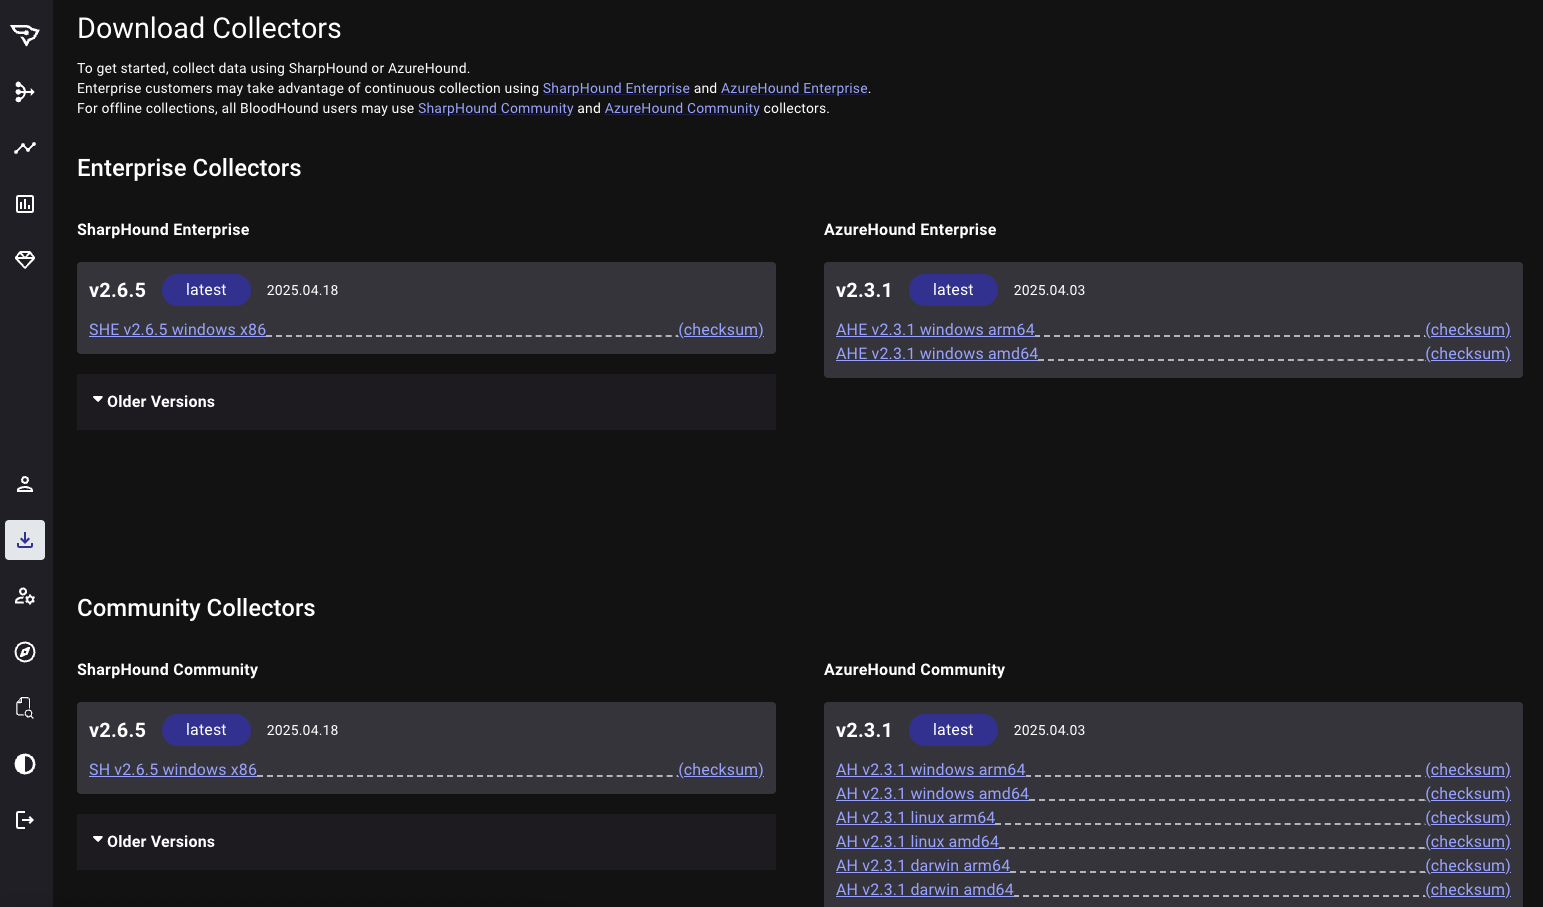 Download Collectors
To get started, collect data using SharpHound or AzureHound.
Enterprise customers may take advantage of continuous collection using SharpHound Enterprise and AzureHound Enterprise.
For offline collections, all BloodHound users may use SharpHound Community and AzureHound Community collectors.
Enterprise Collectors
SharpHound Enterprise
v2.6.5 latest 2025.04.18
SHE v2.6.5 windows x86 (checksum)
Older Versions
AzureHound Enterprise
v2.3.1 latest 2025.04.03
AHE v2.3.1 windows arm64 (checksum)
AHE v2.3.1 windows amd64 (checksum)
Community Collectors
SharpHound Community
v2.6.5 latest 2025.04.18
SH v2.6.5 windows x86 (checksum)
Older Versions
AzureHound Community
v2.3.1 latest 2025.04.03
AH v2.3.1 windows arm64 (checksum)
AH v2.3.1 windows amd64 (checksum)
AH v2.3.1 linux arm64 (checksum)
AH v2.3.1 linux amd64 (checksum)
AH v2.3.1 darwin arm64 (checksum)
AH v2.3.1 darwin amd64 (checksum)